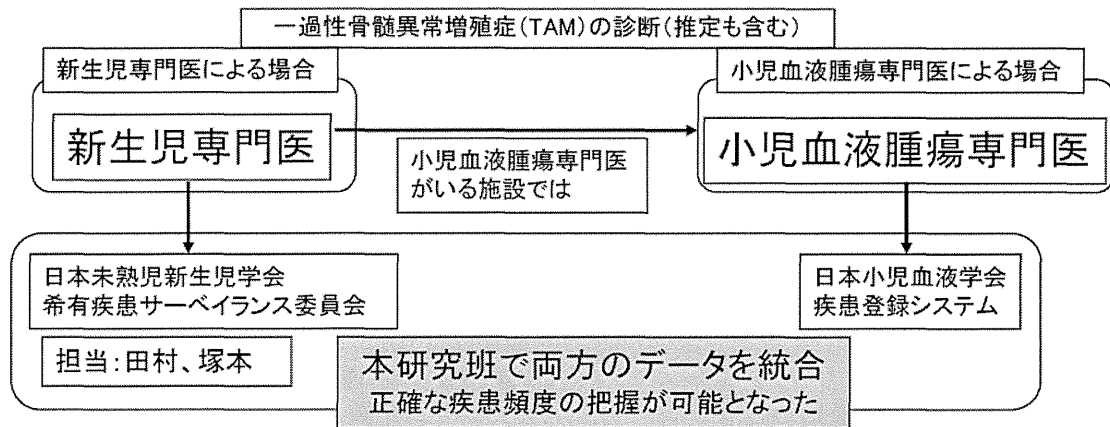 一過性骨髄異常増殖症(TAM)の診断(推定も含む)
新生児専門医による場合
小児血液腫瘍専門医による場合
新生児専門医
小児血液腫瘍専門医
小児血液腫瘍専門医
がいる施設では
日本未熟児新生児学会
希有疾患サーベイランス委員会
日本小児血液学会
疾患登録システム
担当:田村、塚本
本研究班で両方のデータを統合
正確な疾患頻度の把握が可能となった